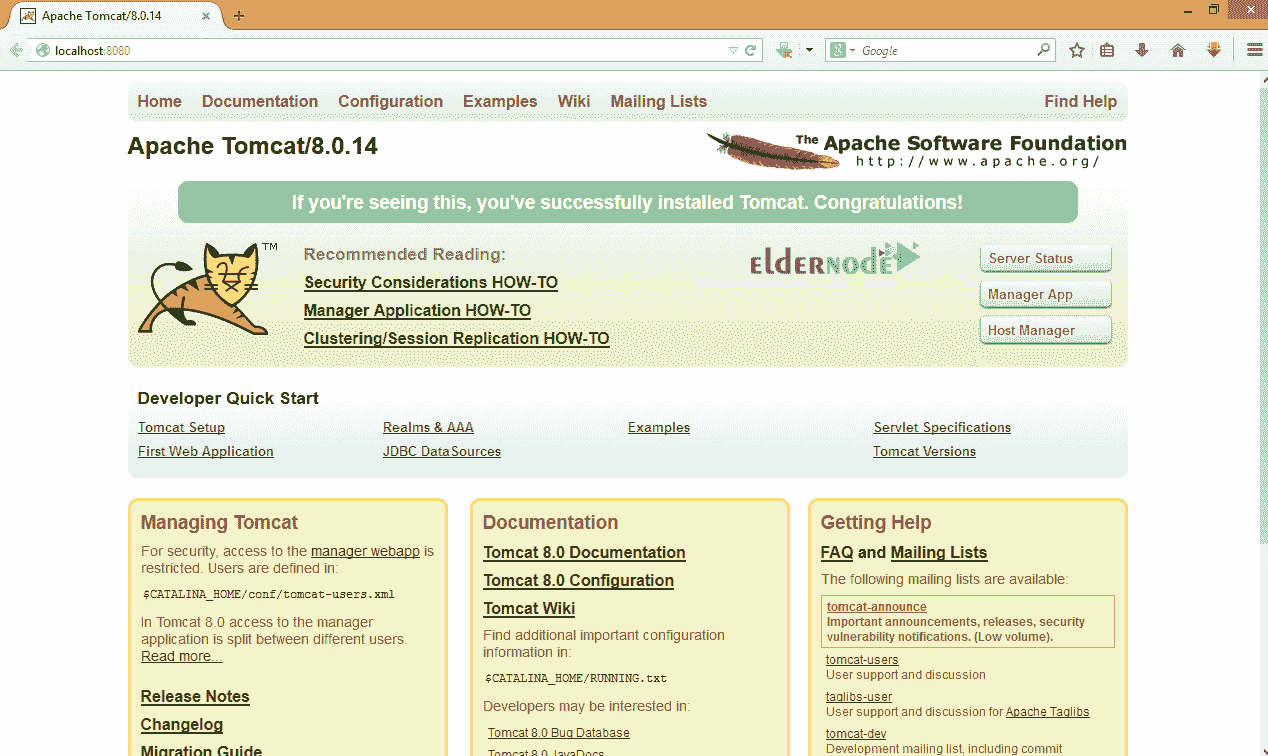 Apache Tomcat/8.0.14
localhost:8080
Google
Home Documentation Configuration Examples Wiki Mailing Lists Find Help
Apache Tomcat/8.0.14
The Apache Software Foundation
http://www.apache.org/
If you're seeing this, you've successfully installed Tomcat. Congratulations!
TM
Recommended Reading:
Security Considerations HOW-TO
Manager Application HOW-TO
Clustering/Session Replication HOW-TO
ELDERNODE
Server Status
Manager App
Host Manager
Developer Quick Start
Tomcat Setup
First Web Application
Realms & AAA
JDBC DataSources
Examples
Servlet Specifications
Tomcat Versions
Managing Tomcat
For security, access to the manager webapp is
restricted. Users are defined in:
$CATALINA_HOME/conf/tomcat-users.xml
In Tomcat 8.0 access to the manager
application is split between different users.
Read more...
Release Notes
Changelog
Migration Guide
Documentation
Tomcat 8.0 Documentation
Tomcat 8.0 Configuration
Tomcat Wiki
Find additional important configuration
information in:
$CATALINA_HOME/RUNNING.txt
Developers may be interested in:
Tomcat 8.0 Bug Database
Tomcat 8.0 JavaDocs
Getting Help
FAQ and Mailing Lists
The following mailing lists are available:
tomcat-announce
Important announcements, releases, security
vulnerability notifications. (Low volume).
tomcat-users
User support and discussion
taglibs-user
User support and discussion for Apache Taglibs
tomcat-dev
Development mailing list, including commit